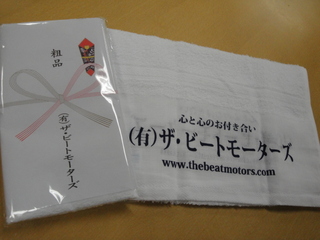 粗品
(有)ザ・ビートモーターズ
心と心のお付き合い
(有)ザ・ビートモーターズ
www.thebeatmotors.com